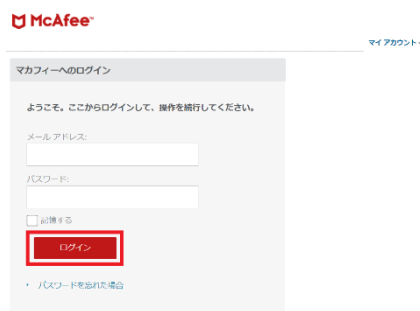 McAfee™
マイ アカウント
マカフィーへのログイン
ようこそ。ここからログインして、操作を続行してください。
メール アドレス:
パスワード:
記憶する
ログイン
パスワードを忘れた場合